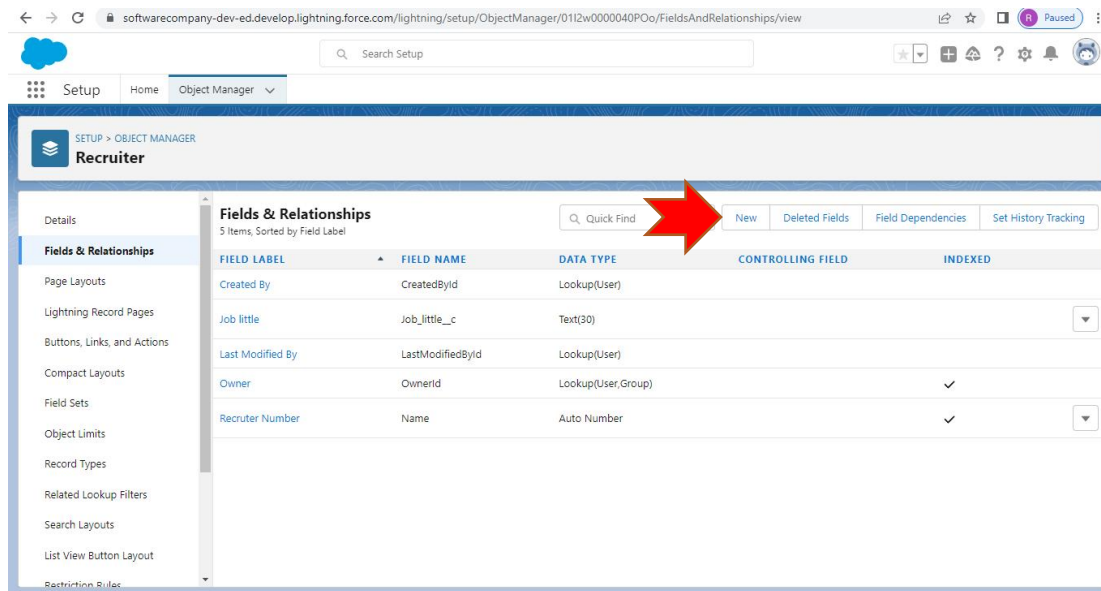 softwarecompany-dev-ed.develop.lightning.force.com/lightning/setup/ObjectManager/01I2w0000040POo/FieldsAndRelationships/view
R Paused
Search Setup
Setup Home Object Manager
SETUP > OBJECT MANAGER
Recruiter
Details
Fields & Relationships
Page Layouts
Lightning Record Pages
Buttons, Links, and Actions
Compact Layouts
Field Sets
Object Limits
Record Types
Related Lookup Filters
Search Layouts
List View Button Layout
Restriction Rules
Fields & Relationships
5 Items, Sorted by Field Label
Quick Find
New Deleted Fields Field Dependencies Set History Tracking
FIELD LABEL FIELD NAME DATA TYPE CONTROLLING FIELD INDEXED
Created By CreatedById Lookup(User)
Job little Job_little__c Text(30)
Last Modified By LastModifiedById Lookup(User)
Owner OwnerId Lookup(User,Group)
Recruter Number Name Auto Number